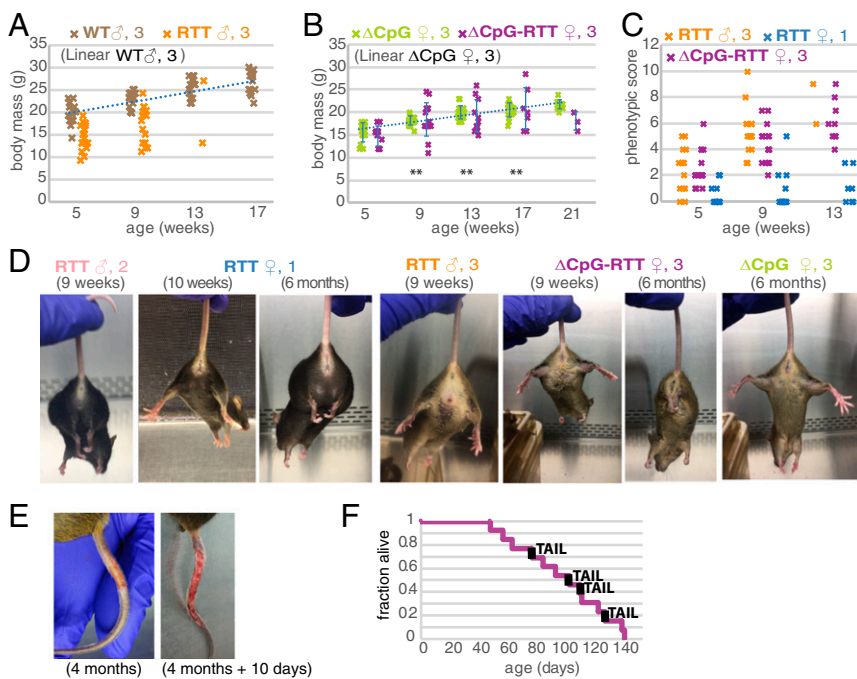 A
WT♂, 3 RTT ♂, 3
(Linear WT♂, 3)
body mass (g)
35
30
25
20
15
10
5
0
5 9 13 17
age (weeks)
B
ΔCpG ♀, 3 ΔCpG-RTT ♀, 3
(Linear ΔCpG ♀, 3)
body mass (g)
35
30
25
20
15
10
5
0
** ** **
5 9 13 17 21
age (weeks)
C
RTT ♂, 3 RTT ♀, 1
ΔCpG-RTT ♀, 3
phenotypic score
12
10
8
6
4
2
0
5 9 13
age (weeks)
D
RTT ♂, 2 RTT ♀, 1 RTT ♂, 3 ΔCpG-RTT ♀, 3 ΔCpG ♀, 3
(9 weeks) (10 weeks) (6 months) (9 weeks) (9 weeks) (6 months) (6 months)
E
(4 months) (4 months + 10 days)
F
fraction alive
1
0.8
0.6
0.4
0.2
0
TAIL
TAIL
TAIL
TAIL
0 20 40 60 80 100 120 140
age (days)